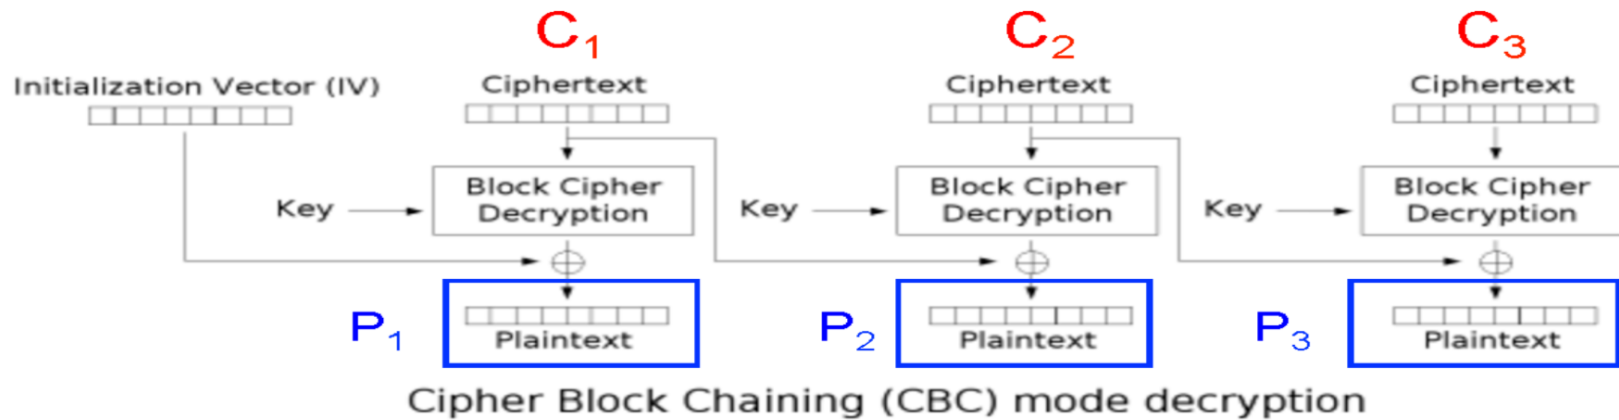 C1 C2 C3
Initialization Vector (IV) Ciphertext Ciphertext Ciphertext
Key Block Cipher Decryption Key Block Cipher Decryption Key Block Cipher Decryption
P1 Plaintext P2 Plaintext P3 Plaintext
Cipher Block Chaining (CBC) mode decryption